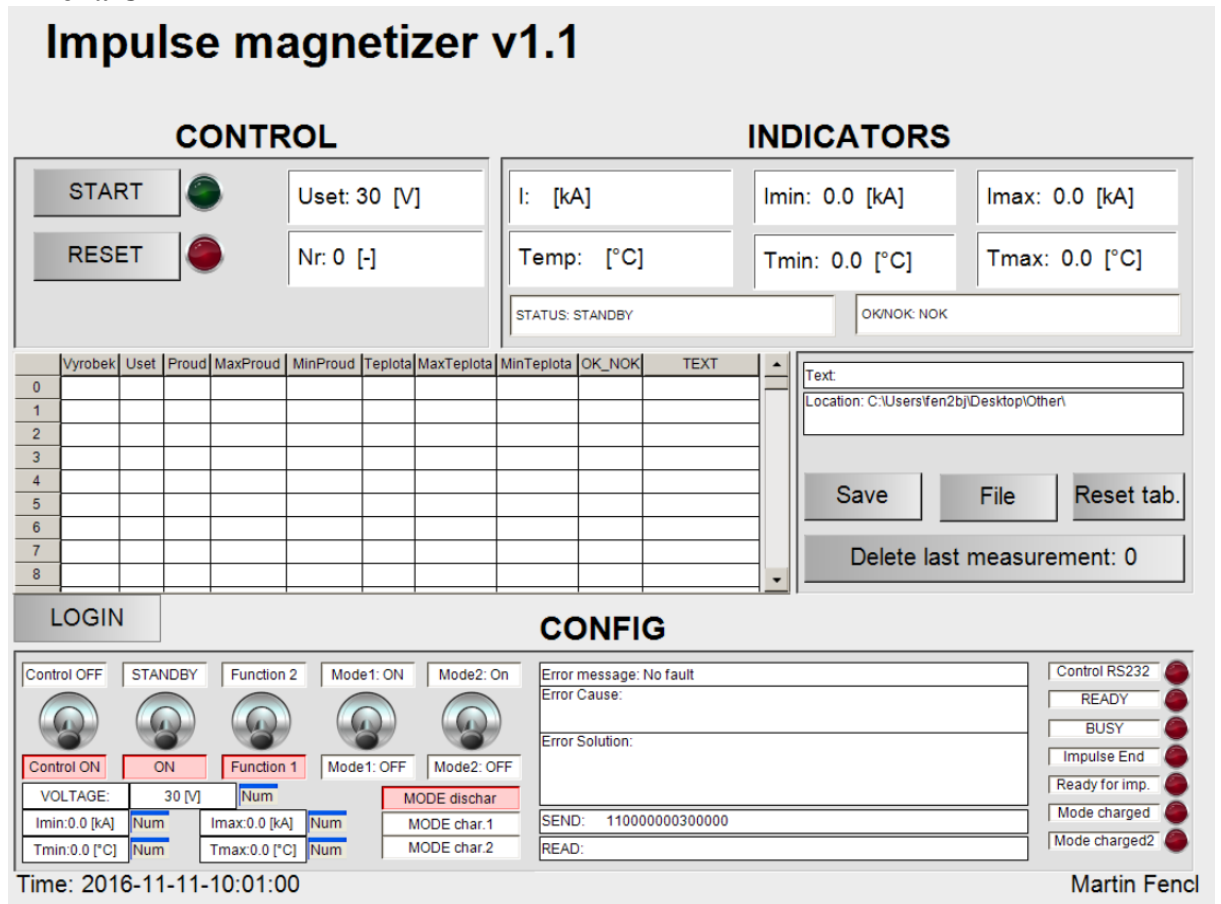 Impulse magnetizer v1.1
CONTROL
INDICATORS
START
Uset: 30 [V]
I: [kA]
Imin: 0.0 [kA]
Imax: 0.0 [kA]
RESET
Nr: 0 [-]
Temp: [°C]
Tmin: 0.0 [°C]
Tmax: 0.0 [°C]
STATUS: STANDBY
OK/NOK: NOK
Vyrobek Uset Proud MaxProud MinProud Teplota MaxTeplota MinTeplota OK_NOK TEXT
0
1
2
3
4
5
6
7
8
Text:
Location: C:\Users\fen2bj\Desktop\Other\
Save File Reset tab.
Delete last measurement: 0
LOGIN
CONFIG
Control OFF STANDBY Function 2 Mode1: ON Mode2: On
Control ON ON Function 1 Mode1: OFF Mode2: OFF
VOLTAGE: 30 [V] Num
Imin:0.0 [kA] Num Imax:0.0 [kA] Num
Tmin:0.0 [°C] Num Tmax:0.0 [°C] Num
MODE dischar
MODE char.1
MODE char.2
Error message: No fault
Error Cause:
Error Solution:
SEND: 110000000300000
READ:
Control RS232
READY
BUSY
Impulse End
Ready for imp.
Mode charged
Mode charged2
Time: 2016-11-11-10:01:00
Martin Fencl